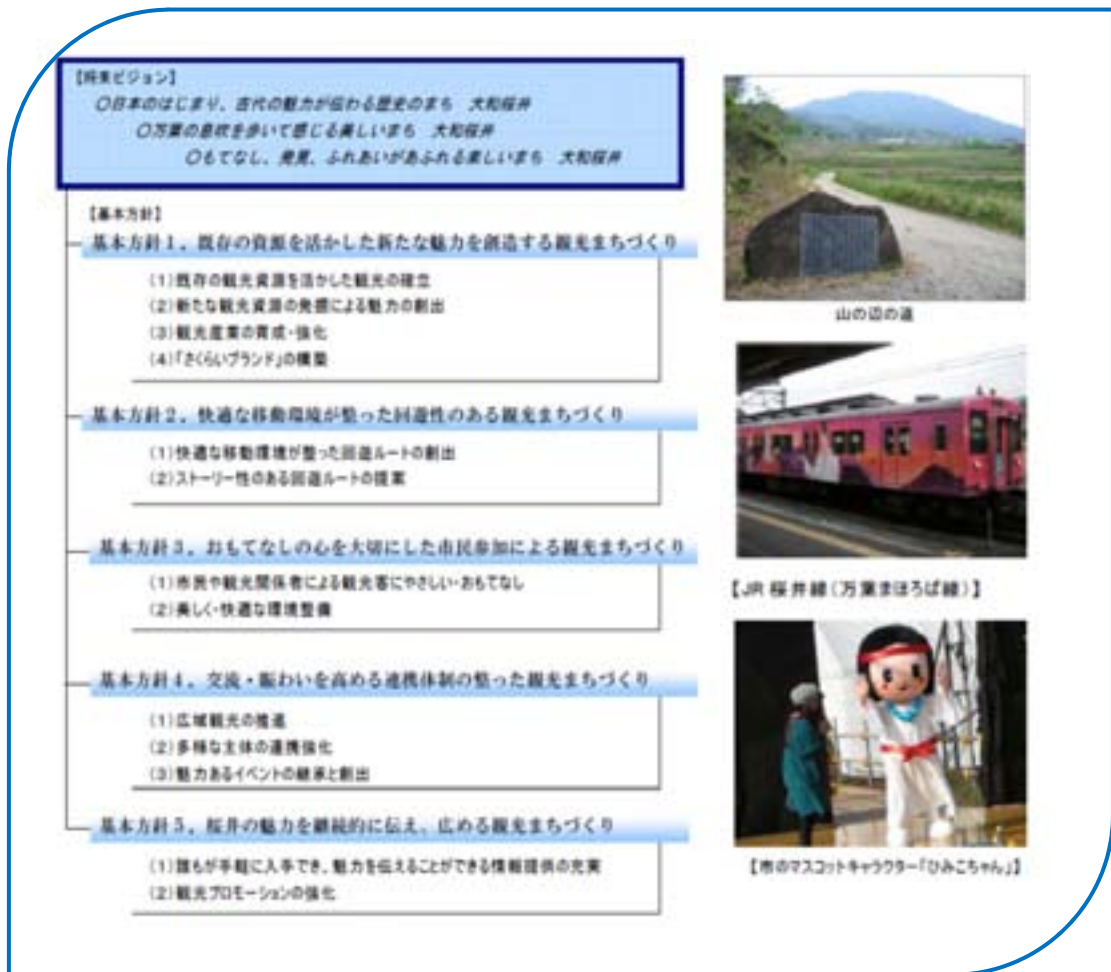 【将来ビジョン】
○日本のはじまり、古代の魅力が伝わる歴史のまち　大和桜井
○万葉の息吹を歩いて感じる美しいまち　大和桜井
○もてなし、発見、ふれあいがあふれる楽しいまち　大和桜井
【基本方針】
基本方針1、既存の資源を活かした新たな魅力を創造する観光まちづくり
(1)既存の観光資源を活かした観光の確立
(2)新たな観光資源の発掘による魅力の創出
(3)観光産業の育成・強化
(4)「さくらいブランド」の構築
基本方針2、快適な移動環境が整った回遊性のある観光まちづくり
(1)快適な移動環境が整った回遊ルートの創出
(2)ストーリー性のある回遊ルートの提案
基本方針3、おもてなしの心を大切にした市民参加による観光まちづくり
(1)市民や観光関係者による観光客にやさしい・おもてなし
(2)美しく・快適な環境整備
基本方針4、交流・賑わいを高める連携体制の整った観光まちづくり
(1)広域観光の推進
(2)多様な主体の連携強化
(3)魅力あるイベントの継承と創出
基本方針5、桜井の魅力を継続的に伝え、広める観光まちづくり
(1)誰もが手軽に入手でき、魅力を伝えることができる情報提供の充実
(2)観光プロモーションの強化
山の辺の道
【JR桜井線(万葉まほろば線)】
【市のマスコットキャラクター「ひみこちゃん」】